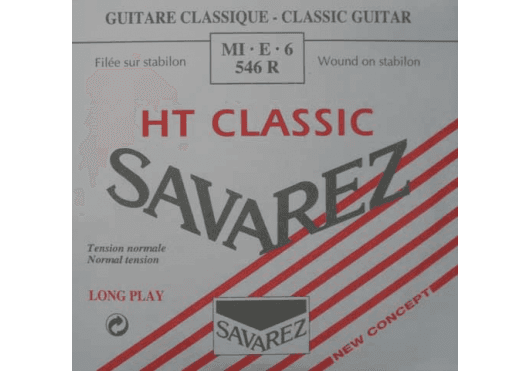 GUITARE CLASSIQUE - CLASSIC GUITAR
MI · E · 6
546 R
Filée sur stabilon
Wound on stabilon
HT CLASSIC
SAVAREZ
Tension normale
Normal tension
LONG PLAY
SAVAREZ
NEW CONCEPT